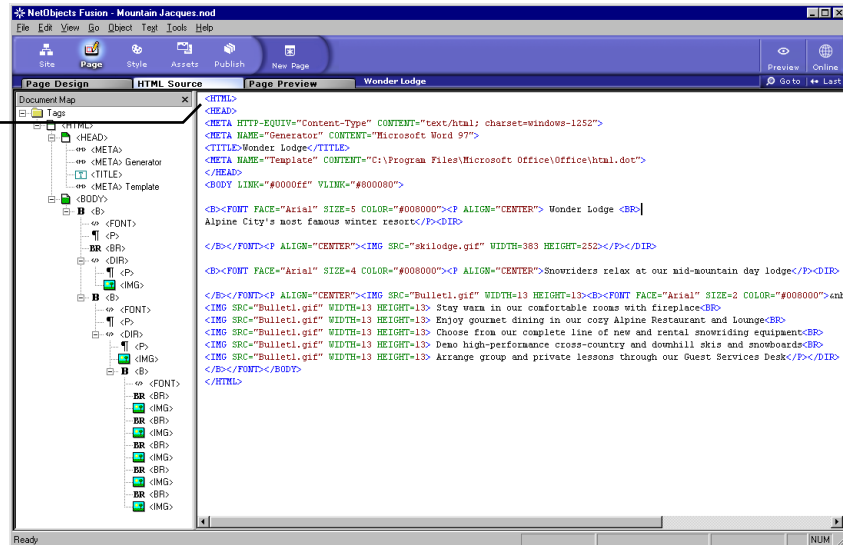 NetObjects Fusion - Mountain Jacques.nod
File Edit View Go Object Text Tools Help
Site Page Style Assets Publish New Page Preview Online
Page Design HTML Source Page Preview Wonder Lodge Go to Last
Document Map
Tags
<HTML>
<HEAD>
<META>
<META> Generator
<TITLE>
<META> Template
<BODY>
B <B>
<FONT>
<P>
BR <BR>
<DIR>
<P>
<IMG>
B <B>
<FONT>
<P>
<DIR>
<P>
<IMG>
B <B>
<FONT>
BR <BR>
<IMG>
BR <BR>
<IMG>
BR <BR>
<IMG>
BR <BR>
<IMG>
BR <BR>
<IMG>
<HTML>
<HEAD>
<META HTTP-EQUIV="Content-Type" CONTENT="text/html; charset=windows-1252">
<META NAME="Generator" CONTENT="Microsoft Word 97">
<TITLE>Wonder Lodge</TITLE>
<META NAME="Template" CONTENT="C:\Program Files\Microsoft Office\Office\html.dot">
</HEAD>
<BODY LINK="#0000ff" VLINK="#800080">
<B><FONT FACE="Arial" SIZE=5 COLOR="#008000"><P ALIGN="CENTER"> Wonder Lodge <BR>
Alpine City's most famous winter resort</P><DIR>
</B></FONT><P ALIGN="CENTER"><IMG SRC="skilodge.gif" WIDTH=383 HEIGHT=252></P></DIR>
<B><FONT FACE="Arial" SIZE=4 COLOR="#008000"><P ALIGN="CENTER">Snowriders relax at our mid-mountain day lodge</P><DIR>
</B></FONT><P ALIGN="CENTER"><IMG SRC="Bullet1.gif" WIDTH=13 HEIGHT=13><B><FONT FACE="Arial" SIZE=2 COLOR="#008000">&nb
<IMG SRC="Bullet1.gif" WIDTH=13 HEIGHT=13> Stay warm in our comfortable rooms with fireplace<BR>
<IMG SRC="Bullet1.gif" WIDTH=13 HEIGHT=13> Enjoy gourmet dining in our cozy Alpine Restaurant and Lounge<BR>
<IMG SRC="Bullet1.gif" WIDTH=13 HEIGHT=13> Choose from our complete line of new and rental snowriding equipment<BR>
<IMG SRC="Bullet1.gif" WIDTH=13 HEIGHT=13> Demo high-performance cross-country and downhill skis and snowboards<BR>
<IMG SRC="Bullet1.gif" WIDTH=13 HEIGHT=13> Arrange group and private lessons through our Guest Services Desk</P></DIR>
</B></FONT></BODY>
</HTML>
Ready NUM